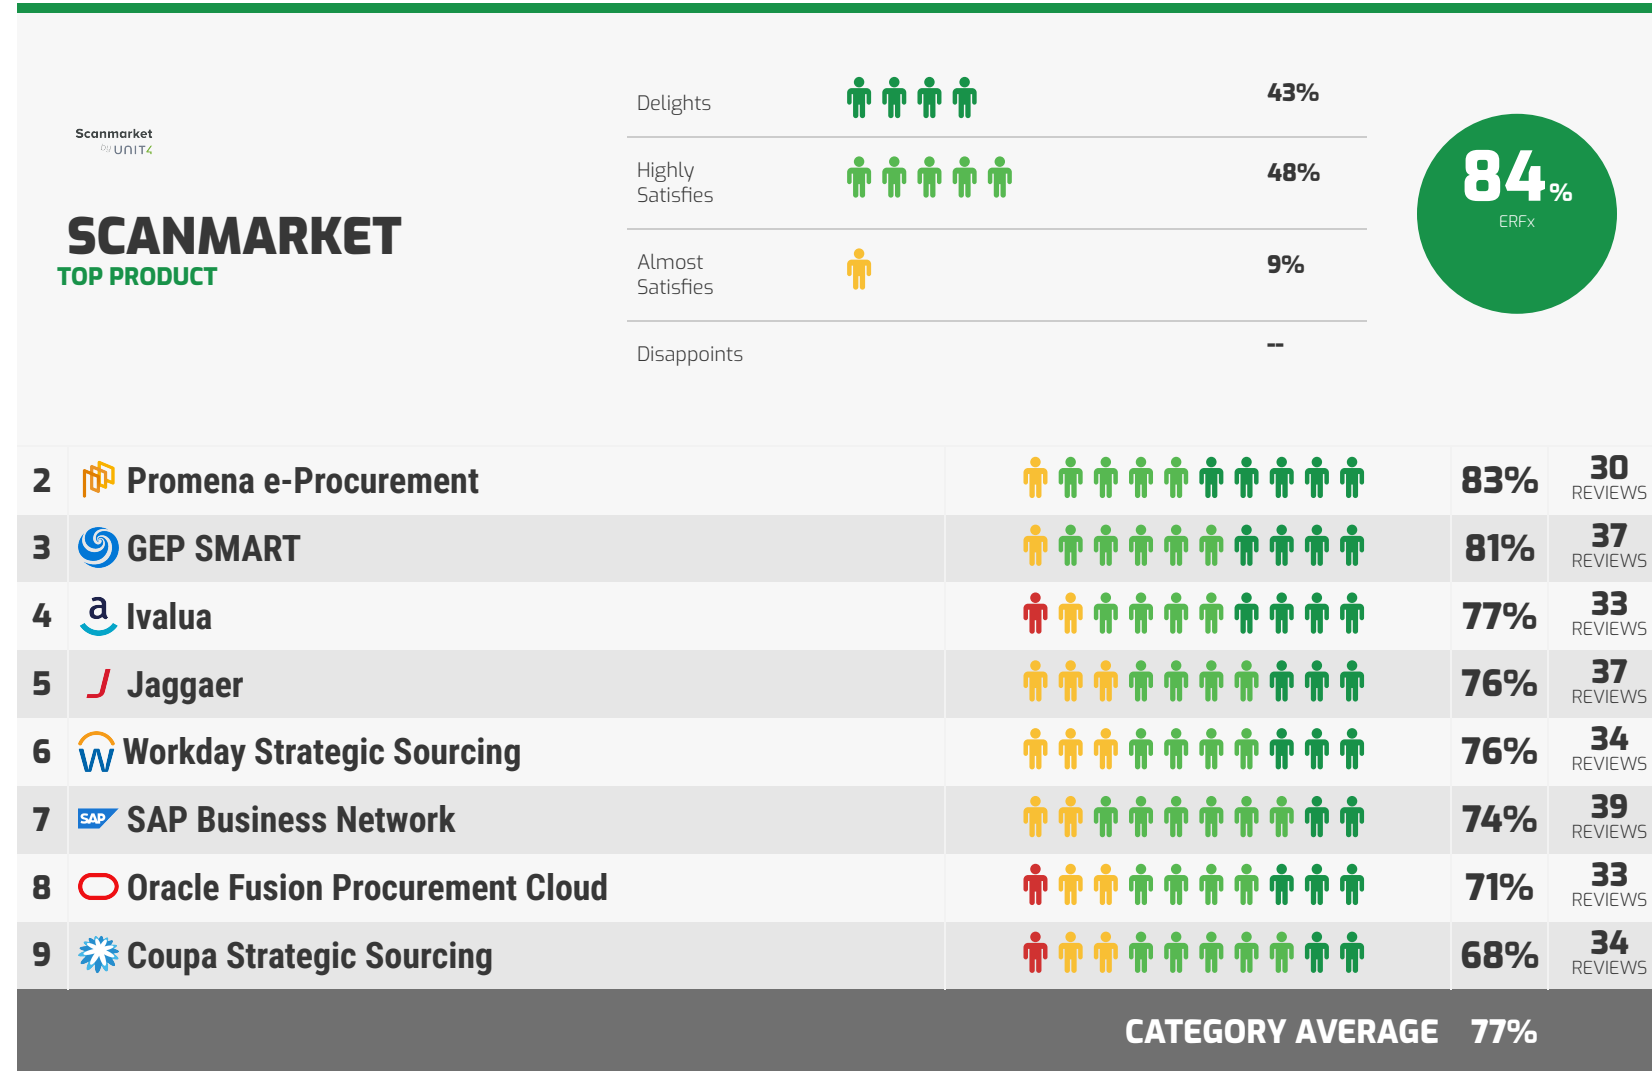 Scanmarket
by UNIT4
SCANMARKET
TOP PRODUCT
Delights 43%
Highly
Satisfies 48%
Almost
Satisfies 9%
Disappoints --
84%
ERFx
2 Promena e-Procurement 83% 30 REVIEWS
3 GEP SMART 81% 37 REVIEWS
4 a Ivalua 77% 33 REVIEWS
5 J Jaggaer 76% 37 REVIEWS
6 W Workday Strategic Sourcing 76% 34 REVIEWS
7 SAP SAP Business Network 74% 39 REVIEWS
8 Oracle Fusion Procurement Cloud 71% 33 REVIEWS
9 Coupa Strategic Sourcing 68% 34 REVIEWS
CATEGORY AVERAGE 77%